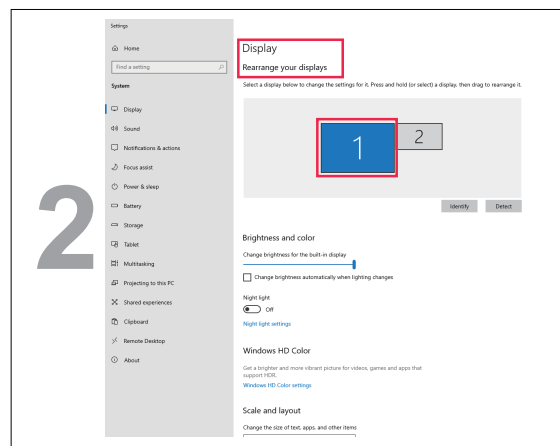 2
Settings
Home
Find a setting
System
Display
Sound
Notifications & actions
Focus assist
Power & sleep
Battery
Storage
Tablet
Multitasking
Projecting to this PC
Shared experiences
Clipboard
Remote Desktop
About
Display
Rearrange your displays
Select a display below to change the settings for it. Press and hold (or select) a display, then drag to rearrange it.
1
2
Identify Detect
Brightness and color
Change brightness for the built-in display
Change brightness automatically when lighting changes
Night light
Off
Night light settings
Windows HD Color
Get a brighter and more vibrant picture for videos, games and apps that
support HDR.
Windows HD Color settings
Scale and layout
Change the size of text, apps, and other items